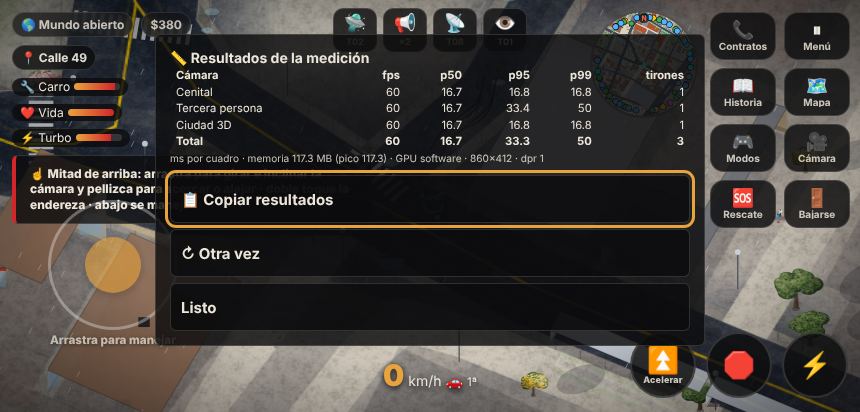 🌎 Mundo abierto
$380
T02
×2
T08
T01
📞 Contratos
⏸ Menú
📍 Calle 49
🔧 Carro
❤️ Vida
⚡ Turbo
📖 Historia
🗺️ Mapa
🎮 Modos
🎥 Cámara
🆘 Rescate
🚪 Bajarse
📏 Resultados de la medición
Cámara fps p50 p95 p99 tirones
Cenital 60 16.7 16.8 16.8 1
Tercera persona 60 16.7 33.4 50 1
Ciudad 3D 60 16.7 16.8 16.8 1
Total 60 16.7 33.3 50 3
ms por cuadro · memoria 117.3 MB (pico 117.3) · GPU software · 860×412 · dpr 1
☝️ Mitad de arriba:
cámara y pellizca para
endereza · abajo se
📋 Copiar resultados
↻ Otra vez
Listo
Arrastra para manejar
0 km/h 🚗 1ª
Acelerar